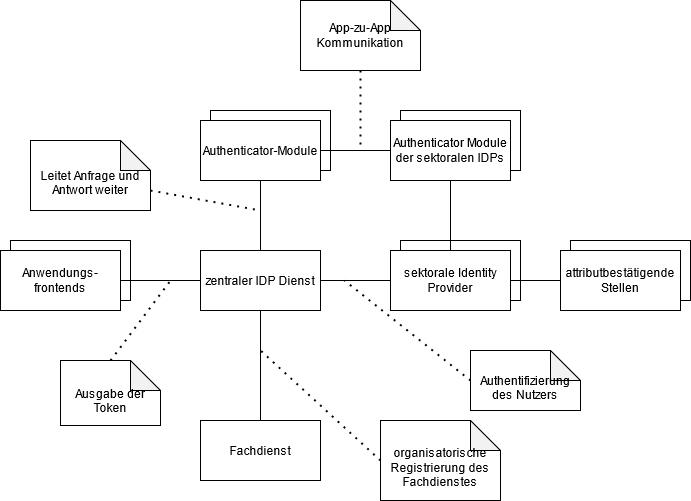 App-zu-App
Kommunikation
Authenticator-Module
Authenticator Module
der sektoralen IDPs
Leitet Anfrage und
Antwort weiter
Anwendungs-
frontends
zentraler IDP Dienst
sektorale Identity
Provider
attributbestätigende
Stellen
Ausgabe der
Token
Authentifizierung
des Nutzers
Fachdienst
organisatorische
Registrierung des
Fachdienstes